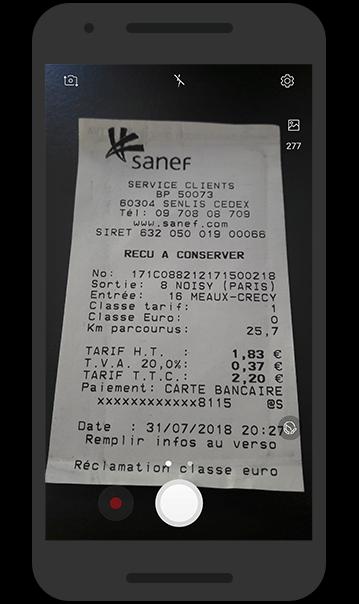 277
sanef
SERVICE CLIENTS
BP 50073
60304 SENLIS CEDEX
Tél: 09 708 08 709
www.sanef.com
SIRET 632 050 019 00066
RECU A CONSERVER
No: 171C088212171500218
Sortie: 8 NOISY (PARIS)
Entrée: 16 MEAUX-CRECY
Classe tarif: 1
Classe Euro: 0
Km parcourus: 25,7
TARIF H.T. : 1,83 €
T.V.A. 20,0%: 0,37 €
TARIF T.T.C.: 2,20 €
Paiement: CARTE BANCAIRE
xxxxxxxxxxxx8115 @S
Date : 31/07/2018 20:27
Remplir infos au verso
Réclamation classe euro